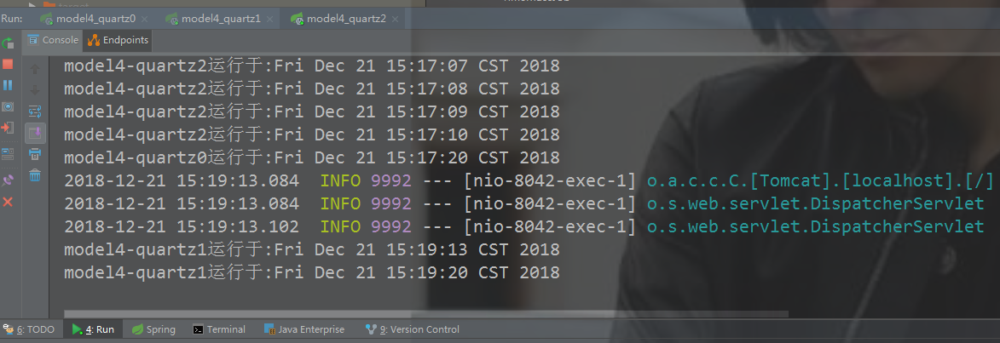 target
Run: model4_quartz0 × model4_quartz1 × model4_quartz2 ×
Console Endpoints
model4-quartz2运行于:Fri Dec 21 15:17:07 CST 2018
model4-quartz2运行于:Fri Dec 21 15:17:08 CST 2018
model4-quartz2运行于:Fri Dec 21 15:17:09 CST 2018
model4-quartz2运行于:Fri Dec 21 15:17:10 CST 2018
model4-quartz0运行于:Fri Dec 21 15:17:20 CST 2018
2018-12-21 15:19:13.084  INFO 9992 --- [nio-8042-exec-1] o.a.c.c.C.[Tomcat].[localhost].[/]
2018-12-21 15:19:13.084  INFO 9992 --- [nio-8042-exec-1] o.s.web.servlet.DispatcherServlet
2018-12-21 15:19:13.102  INFO 9992 --- [nio-8042-exec-1] o.s.web.servlet.DispatcherServlet
model4-quartz1运行于:Fri Dec 21 15:19:13 CST 2018
model4-quartz1运行于:Fri Dec 21 15:19:20 CST 2018
6: TODO 4: Run Spring Terminal Java Enterprise 9: Version Control